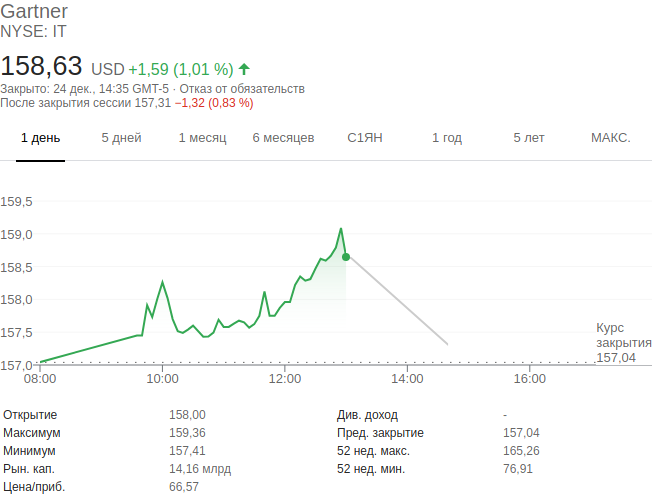 Gartner
NYSE: IT
158,63 USD +1,59 (1,01 %)
Закрыто: 24 дек., 14:35 GMT-5 · Отказ от обязательств
После закрытия сессии 157,31 −1,32 (0,83 %)
1 день 5 дней 1 месяц 6 месяцев С1ЯН 1 год 5 лет МАКС.
159,5
159,0
158,5
158,0
157,5
157,0
Курс
закрытия
157,04
08:00 10:00 12:00 14:00 16:00
Открытие 158,00 Див. доход -
Максимум 159,36 Пред. закрытие 157,04
Минимум 157,41 52 нед. макс. 165,26
Рын. кап. 14,16 млрд 52 нед. мин. 76,91
Цена/приб. 66,57